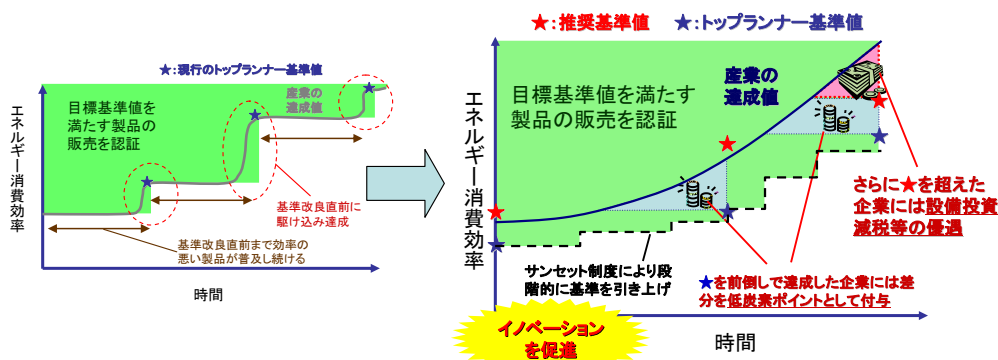 ★:推奨基準値 ★:トップランナー基準値
★:現行のトップランナー基準値
エネルギー消費効率
目標基準値を
満たす製品の
販売を認証
産業の
達成値
基準改良直前に
駆け込み達成
基準改良直前まで効率の
悪い製品が普及し続ける
時間
エネルギー消費効率
目標基準値を満たす
製品の販売を認証
産業の
達成値
さらに★を超えた
企業には設備投資
減税等の優遇
サンセット制度により段
階的に基準を引き上げ
★を前倒しで達成した企業には差
分を低炭素ポイントとして付与
イノベーション
を促進
時間